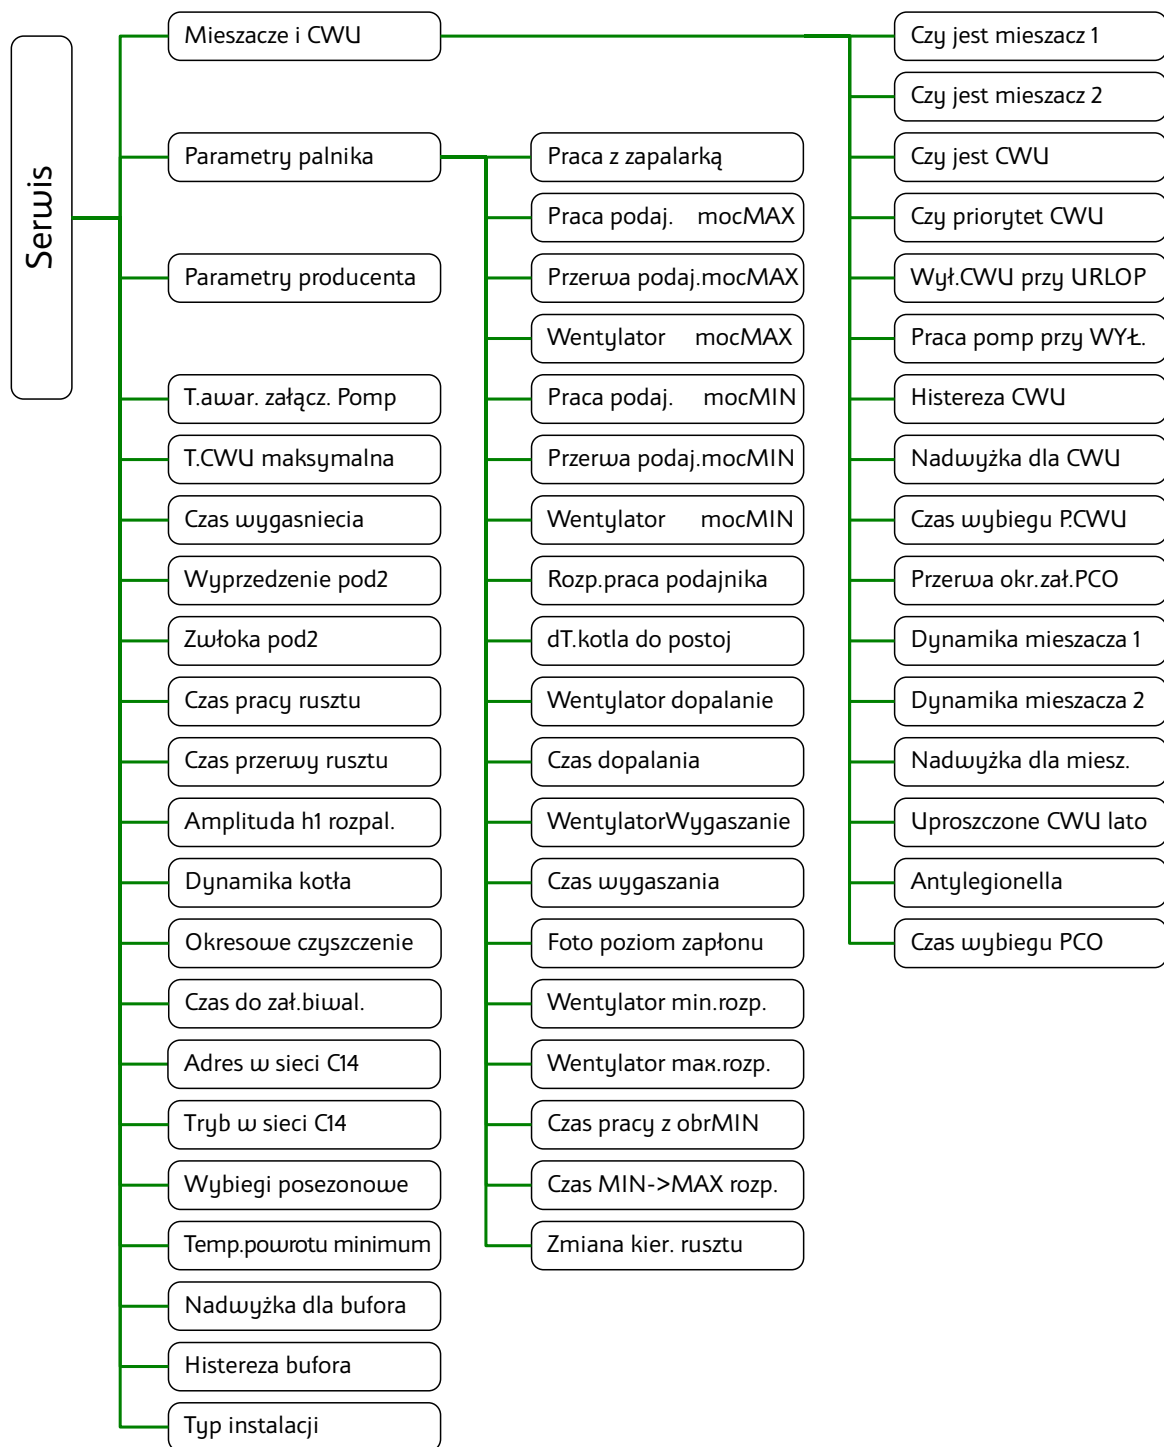 Serwis
Mieszacze i CWU
Parametry palnika
Parametry producenta
T.awar. załącz. Pomp
T.CWU maksymalna
Czas wygasniecia
Wyprzedzenie pod2
Zwłoka pod2
Czas pracy rusztu
Czas przerwy rusztu
Amplituda h1 rozpal.
Dynamika kotła
Okresowe czyszczenie
Czas do zał.biwal.
Adres w sieci C14
Tryb w sieci C14
Wybiegi posezonowe
Temp.powrotu minimum
Nadwyżka dla bufora
Histereza bufora
Typ instalacji
Praca z zapalarką
Praca podaj. mocMAX
Przerwa podaj.mocMAX
Wentylator mocMAX
Praca podaj. mocMIN
Przerwa podaj.mocMIN
Wentylator mocMIN
Rozp.praca podajnika
dT.kotla do postoj
Wentylator dopalanie
Czas dopalania
WentylatorWygaszanie
Czas wygaszania
Foto poziom zapłonu
Wentylator min.rozp.
Wentylator max.rozp.
Czas pracy z obrMIN
Czas MIN->MAX rozp.
Zmiana kier. rusztu
Czy jest mieszacz 1
Czy jest mieszacz 2
Czy jest CWU
Czy priorytet CWU
Wył.CWU przy URLOP
Praca pomp przy WYŁ.
Histereza CWU
Nadwyżka dla CWU
Czas wybiegu P.CWU
Przerwa okr.zał.PCO
Dynamika mieszacza 1
Dynamika mieszacza 2
Nadwyżka dla miesz.
Uproszczone CWU lato
Antylegionella
Czas wybiegu PCO